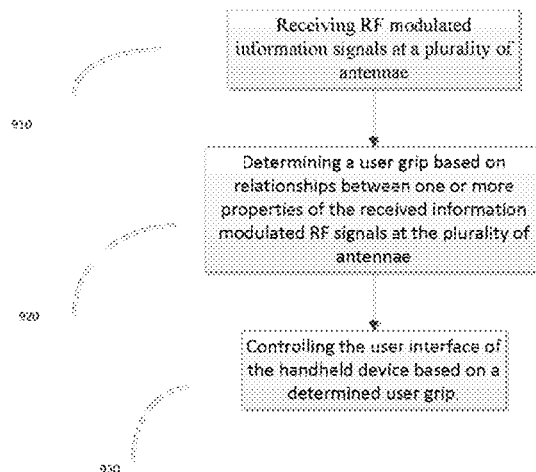 Receiving RF modulated
information signals at a plurality of
antennae
910
Determining a user grip based on
relationships between one or more
properties of the received information
modulated RF signals at the plurality of
antennae
920
Controlling the user interface of
the handheld device based on a
determined user grip
930